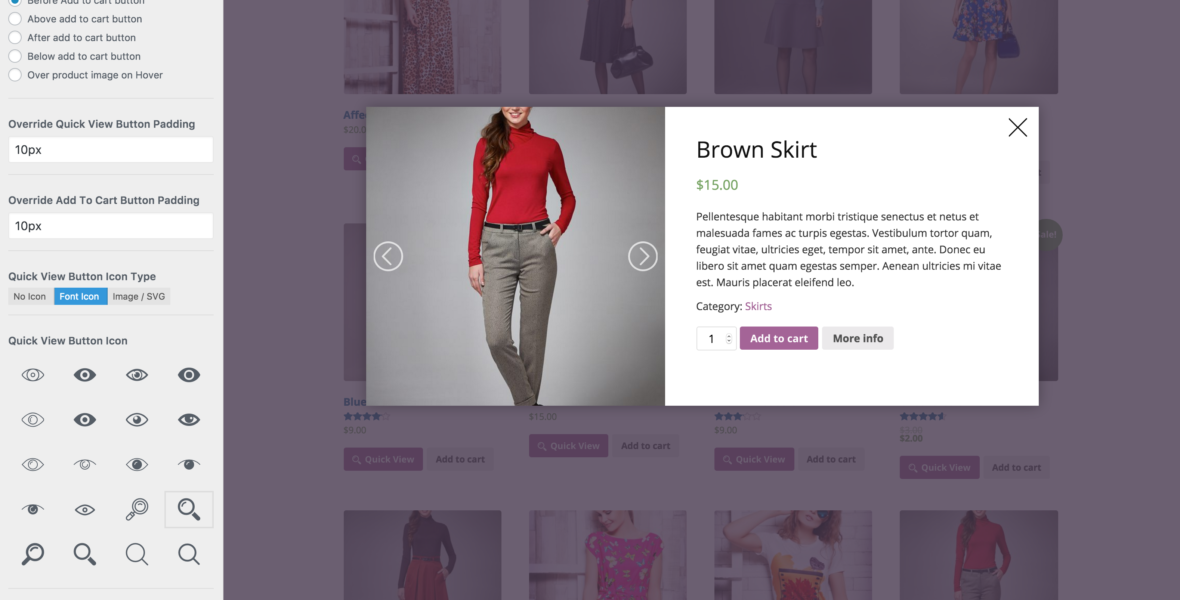 Before Add to cart button
Above add to cart button
After add to cart button
Below add to cart button
Over product image on Hover
Override Quick View Button Padding
10px
Override Add To Cart Button Padding
10px
Quick View Button Icon Type
No Icon Font Icon Image / SVG
Quick View Button Icon
Brown Skirt
$15.00
Pellentesque habitant morbi tristique senectus et netus et
malesuada fames ac turpis egestas. Vestibulum tortor quam,
feugiat vitae, ultricies eget, tempor sit amet, ante. Donec eu
libero sit amet quam egestas semper. Aenean ultricies mi vitae
est. Mauris placerat eleifend leo.
Category: Skirts
1 Add to cart More info
Affe
$20.0
Blue
$9.00
Quick View Add to cart
$15.00
Quick View Add to cart
$9.00
Quick View Add to cart
$2.00
Quick View Add to cart